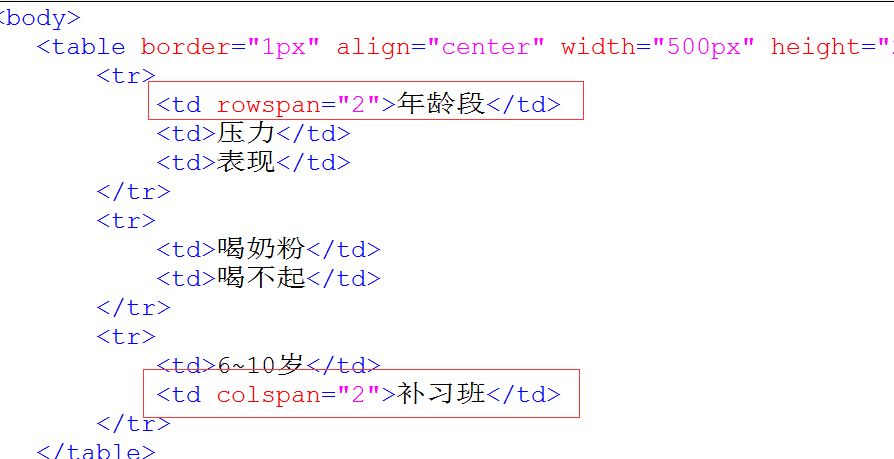 <body>
<table border="1px" align="center" width="500px" height="
<tr>
<td rowspan="2">年龄段</td>
<td>压力</td>
<td>表现</td>
</tr>
<tr>
<td>喝奶粉</td>
<td>喝不起</td>
</tr>
<tr>
<td>6~10岁</td>
<td colspan="2">补习班</td>
</tr>
</table>